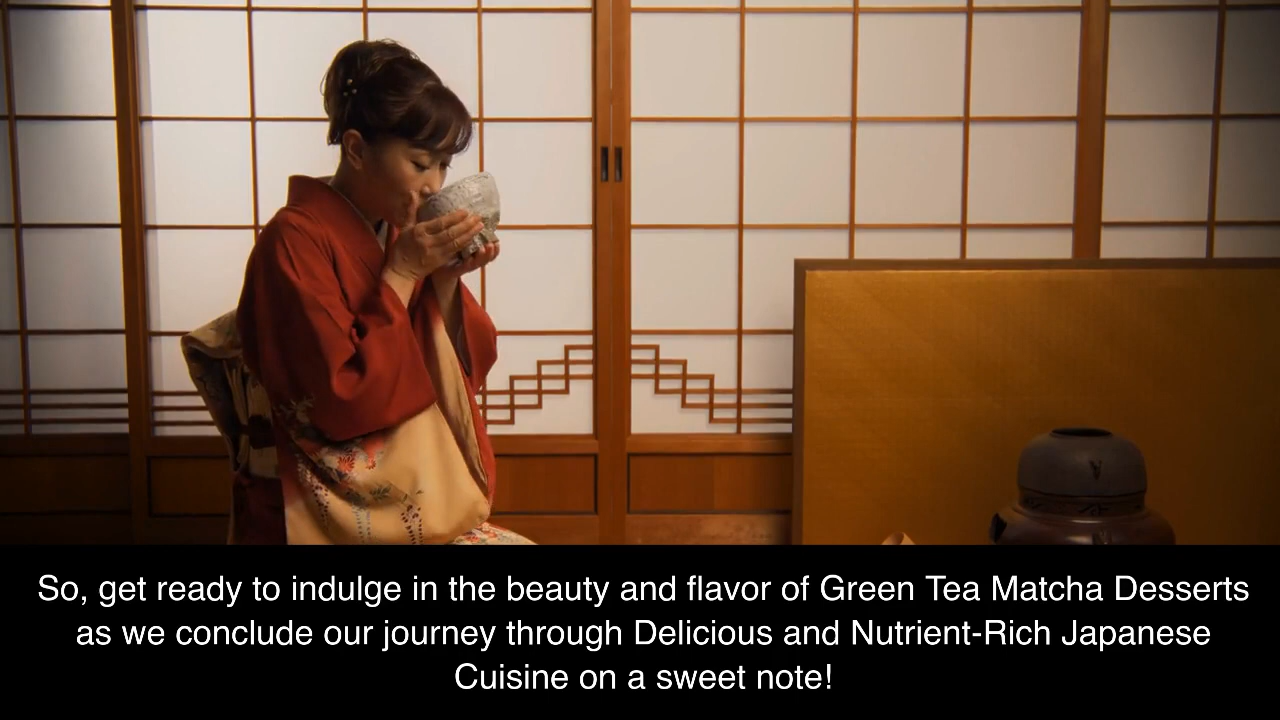 So, get ready to indulge in the beauty and flavor of Green Tea Matcha Desserts
as we conclude our journey through Delicious and Nutrient-Rich Japanese
Cuisine on a sweet note!